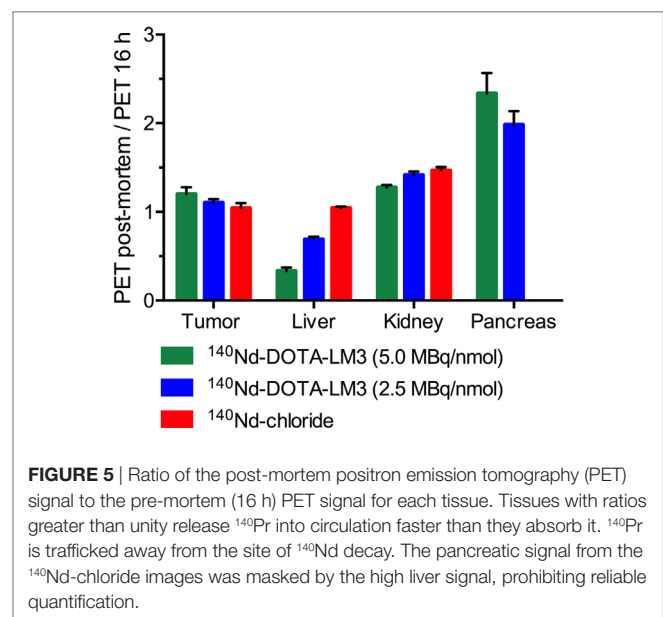 3
2
1
0
PET post-mortem / PET 16 h
Tumor Liver Kidney Pancreas
¹⁴⁰Nd-DOTA-LM3 (5.0 MBq/nmol)
¹⁴⁰Nd-DOTA-LM3 (2.5 MBq/nmol)
¹⁴⁰Nd-chloride
FIGURE 5 | Ratio of the post-mortem positron emission tomography (PET)
signal to the pre-mortem (16 h) PET signal for each tissue. Tissues with ratios
greater than unity release ¹⁴⁰Pr into circulation faster than they absorb it. ¹⁴⁰Pr
is trafficked away from the site of ¹⁴⁰Nd decay. The pancreatic signal from the
¹⁴⁰Nd-chloride images was masked by the high liver signal, prohibiting reliable
quantification.